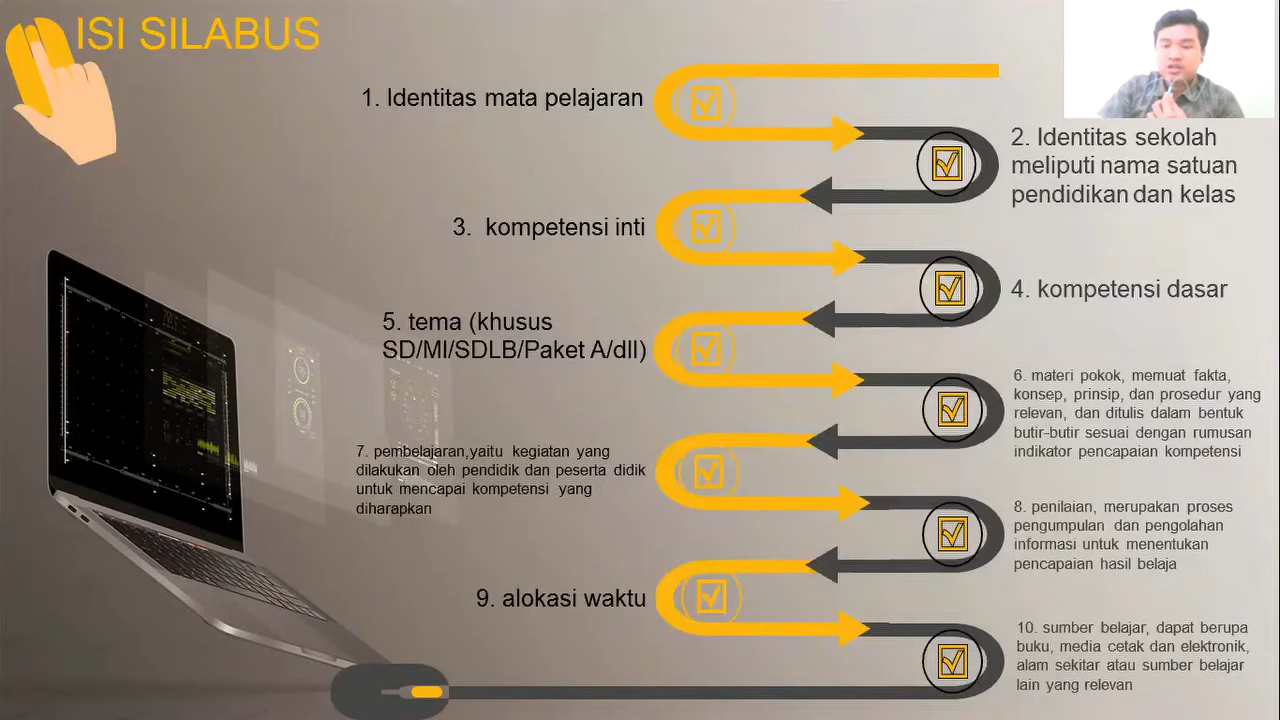 ISI SILABUS
1. Identitas mata pelajaran
2. Identitas sekolah
meliputi nama satuan
pendidikan dan kelas
3. kompetensi inti
4. kompetensi dasar
5. tema (khusus
SD/MI/SDLB/Paket A/dll)
6. materi pokok, memuat fakta,
konsep, prinsip, dan prosedur yang
relevan, dan ditulis dalam bentuk
butir-butir sesuai dengan rumusan
indikator pencapaian kompetensi
7. pembelajaran,yaitu kegiatan yang
dilakukan oleh pendidik dan peserta didik
untuk mencapai kompetensi yang
diharapkan
8. penilaian, merupakan proses
pengumpulan dan pengolahan
informasi untuk menentukan
pencapaian hasil belaja
9. alokasi waktu
10. sumber belajar, dapat berupa
buku, media cetak dan elektronik,
alam sekitar atau sumber belajar
lain yang relevan